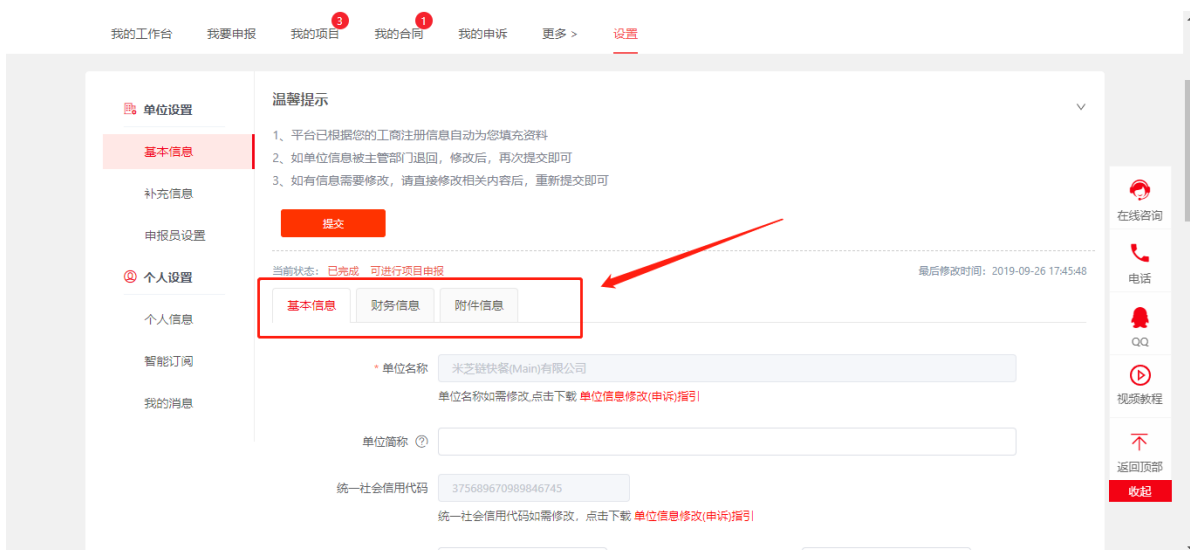 我的工作台 我要申报 我的项目 3 我的合同 1 我的申诉 更多 > 设置
单位设置
基本信息
补充信息
申报员设置
个人设置
个人信息
智能订阅
我的消息
温馨提示
1、平台已根据您的工商注册信息自动为您填充资料
2、如单位信息被主管部门退回，修改后，再次提交即可
3、如有信息需要修改，请直接修改相关内容后，重新提交即可
提交
当前状态： 已完成 可进行项目申报 最后修改时间：2019-09-26 17:45:48
基本信息 财务信息 附件信息
* 单位名称 米芝链快餐(Main)有限公司
单位名称如需修改,点击下载 单位信息修改(申诉)指引
单位简称 ?
统一社会信用代码 375689670989846745
统一社会信用代码如需修改，点击下载 单位信息修改(申诉)指引
在线咨询
电话
QQ
视频教程
返回顶部
收起